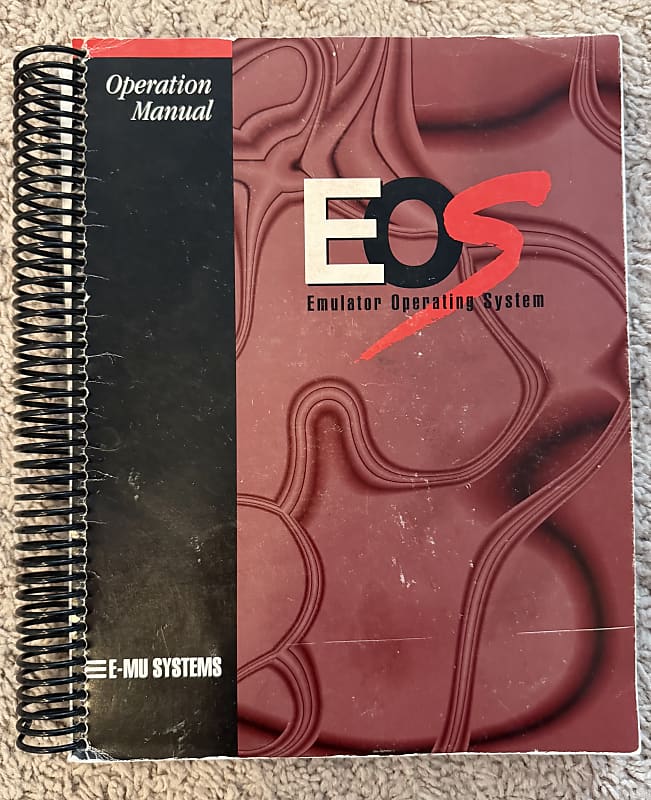 Operation
Manual
EOS
Emulator Operating System
E-MU SYSTEMS